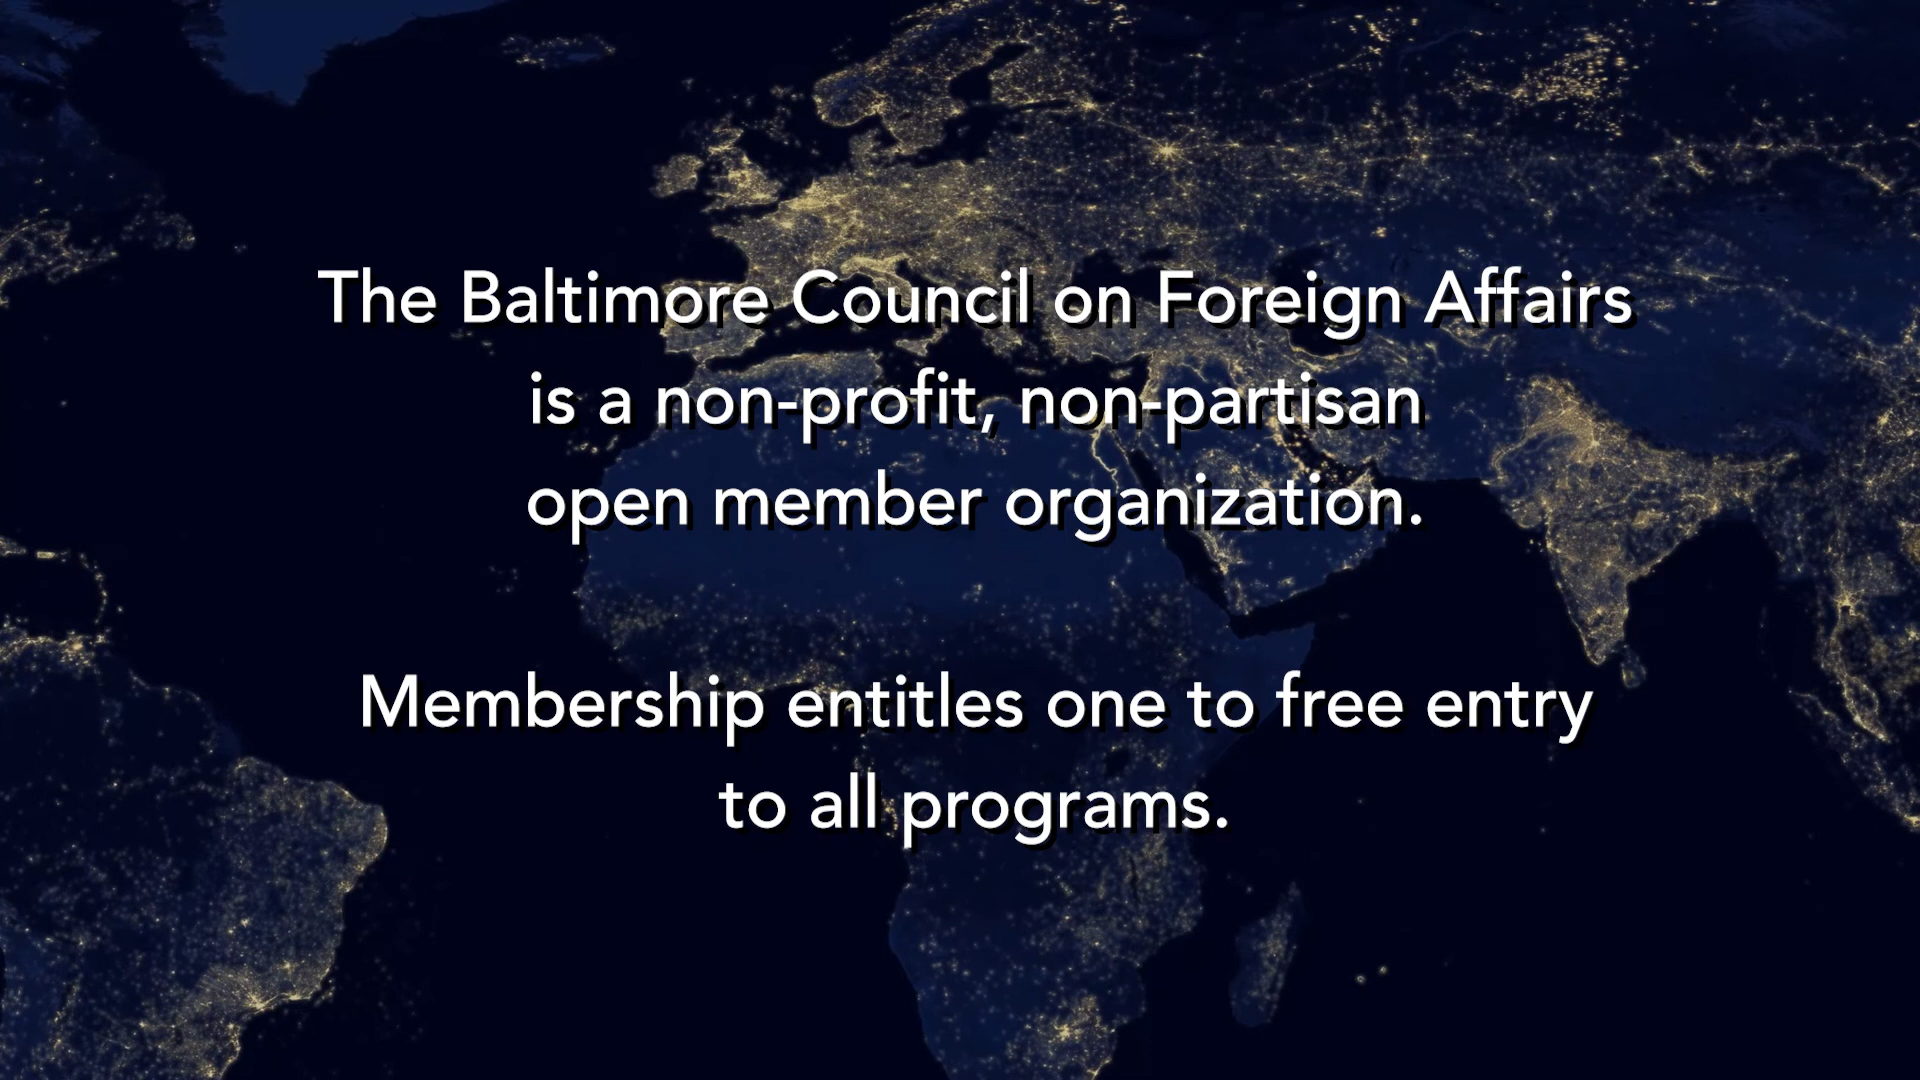 The Baltimore Council on Foreign Affairs
is a non-profit, non-partisan
open member organization.
Membership entitles one to free entry
to all programs.